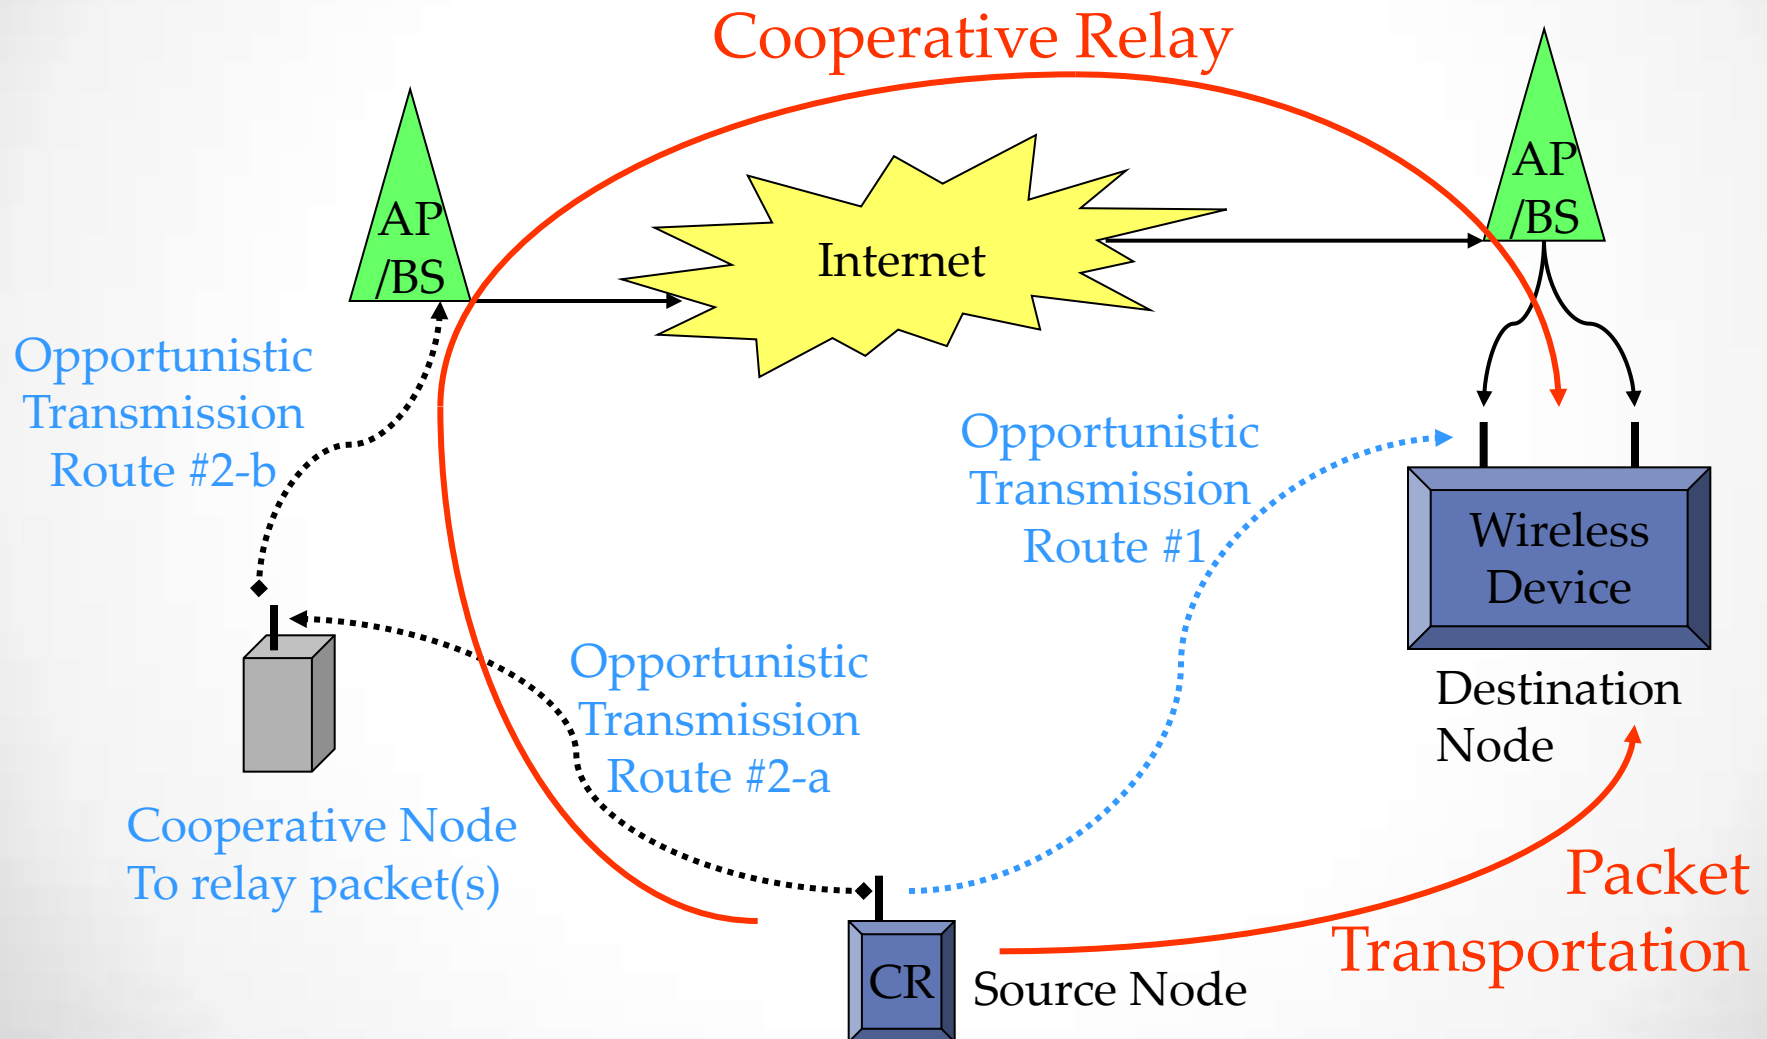 Cooperative Relay
AP
/BS
AP
/BS
Internet
Opportunistic
Transmission
Route #2-b
Opportunistic
Transmission
Route #1
Wireless
Device
Opportunistic
Transmission
Route #2-a
Destination
Node
Cooperative Node
To relay packet(s)
Packet
Transportation
CR
Source Node